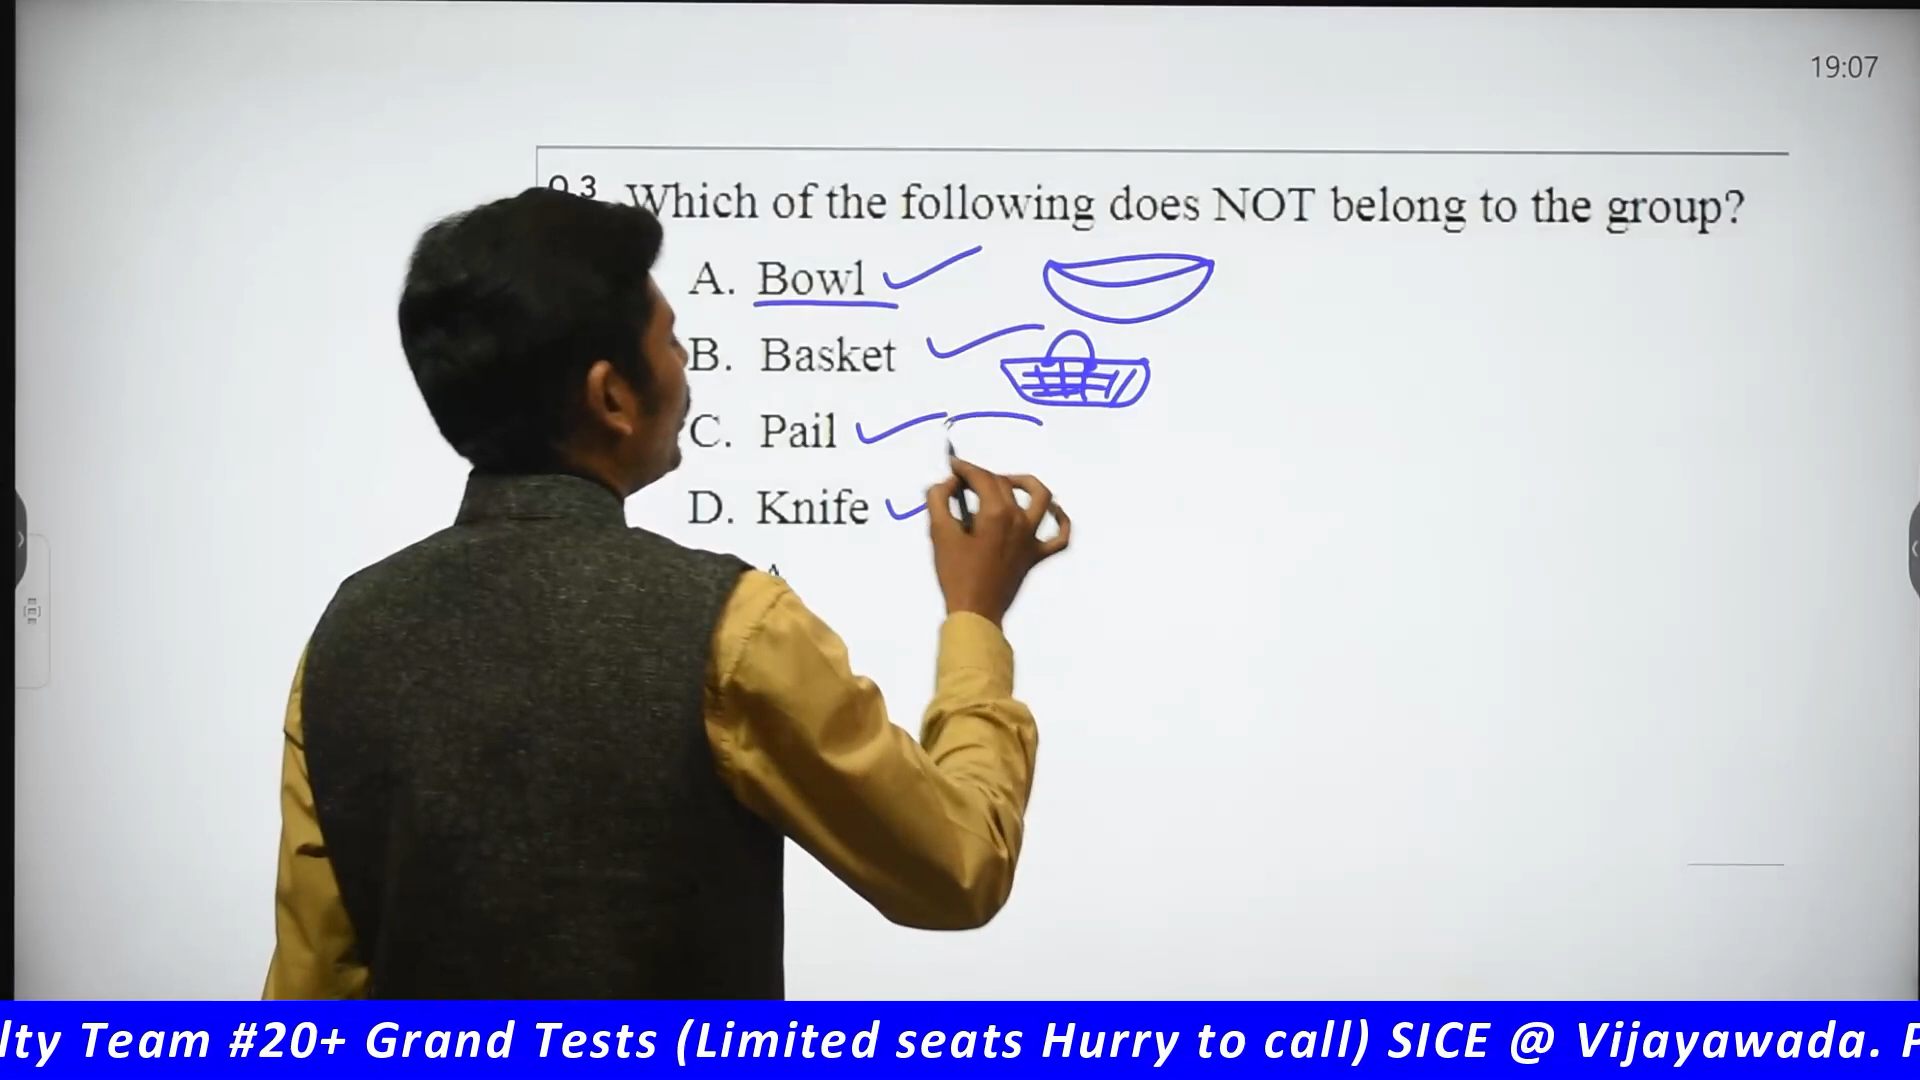 19:07
Q.3 Which of the following does NOT belong to the group?
A. Bowl
B. Basket
C. Pail
D. Knife
lty Team #20+ Grand Tests (Limited seats Hurry to call) SICE @ Vijayawada. P